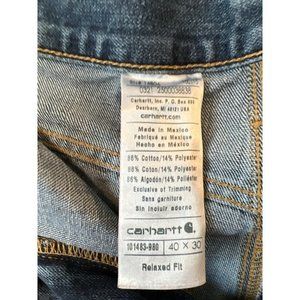 0321 2500036638
Carhartt, Inc. P.O. Box 600
Dearborn, MI 48121 USA
carhartt.com
Made in Mexico
Fabriqué au Mexique
Hecho en México
86% Cotton/14% Polyester
86% Coton/14% Polyester
86% Algodón/14% Poliéster
Exclusive of Trimming
Sans garniture
Sin incluir adorno
carhartt
101483-980 40 X 30
Relaxed Fit